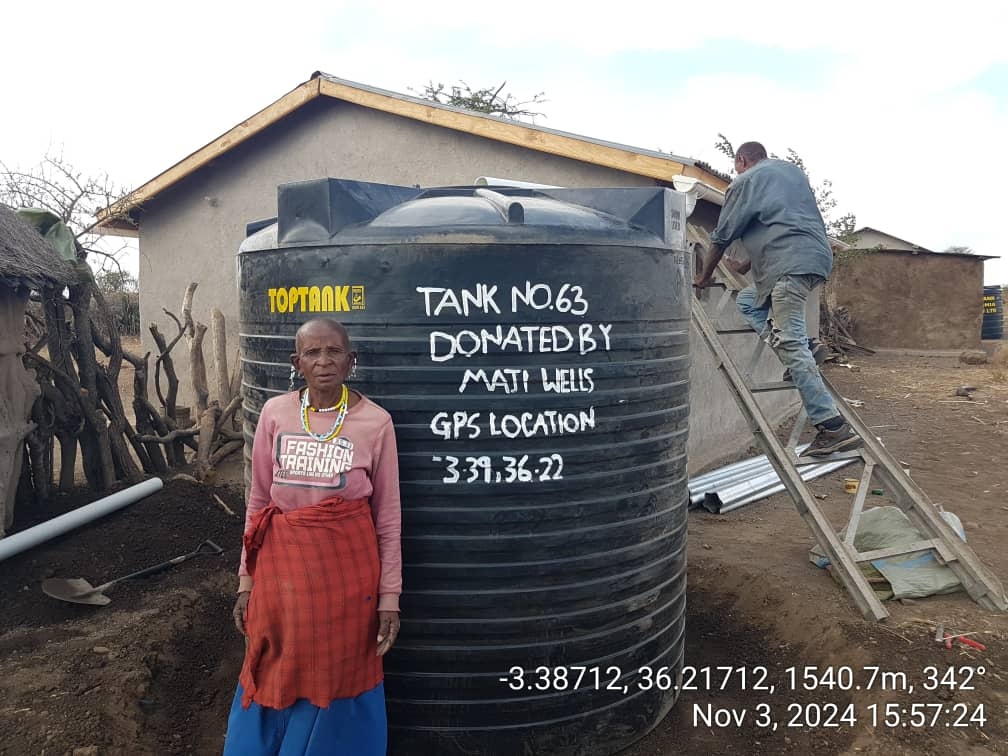 TOPTANK
TANK NO.63
DONATED BY
MAJI WELLS
GPS LOCATION
-3.39,36.22
FASHION
TRAINING
-3.38712, 36.21712, 1540.7m, 342°
Nov 3, 2024 15:57:24